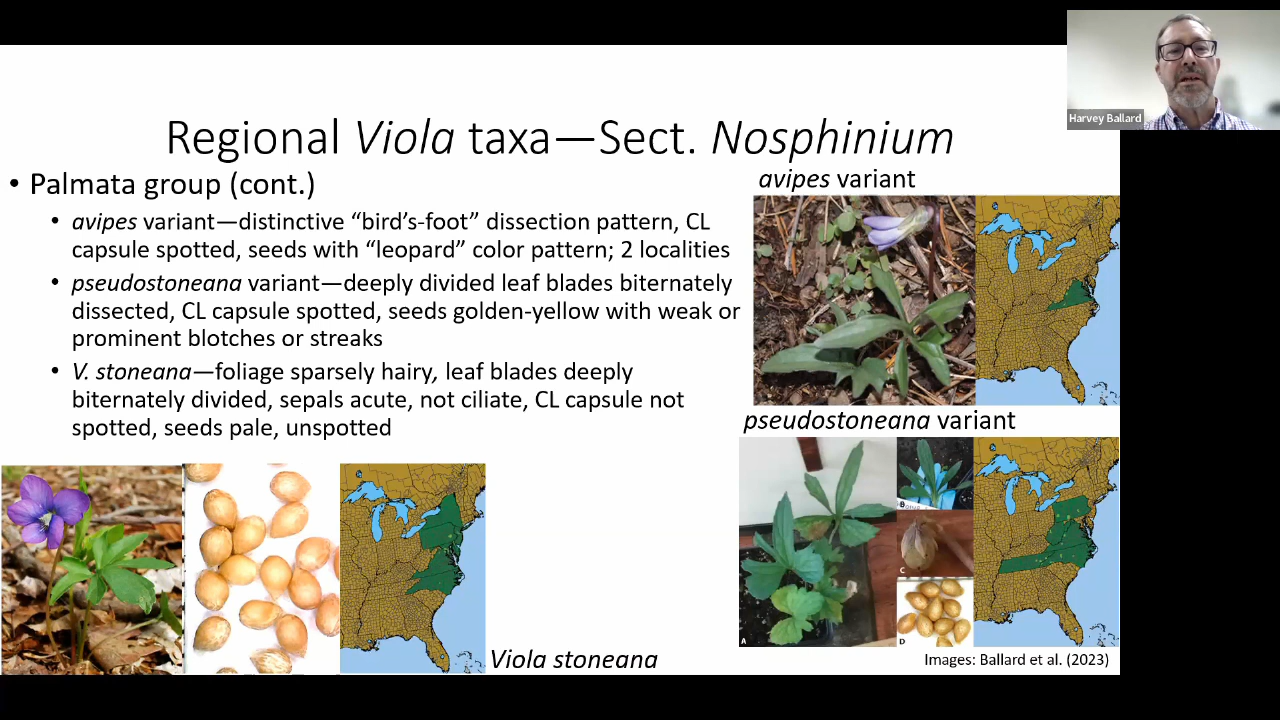 Harvey Ballard
Regional Viola taxa—Sect. Nosphinium
• Palmata group (cont.)
• avipes variant—distinctive “bird’s-foot” dissection pattern, CL
capsule spotted, seeds with “leopard” color pattern; 2 localities
• pseudostoneana variant—deeply divided leaf blades biternately
dissected, CL capsule spotted, seeds golden-yellow with weak or
prominent blotches or streaks
• V. stoneana—foliage sparsely hairy, leaf blades deeply
biternately divided, sepals acute, not ciliate, CL capsule not
spotted, seeds pale, unspotted
avipes variant
pseudostoneana variant
A
B
C
D
Viola stoneana
Images: Ballard et al. (2023)